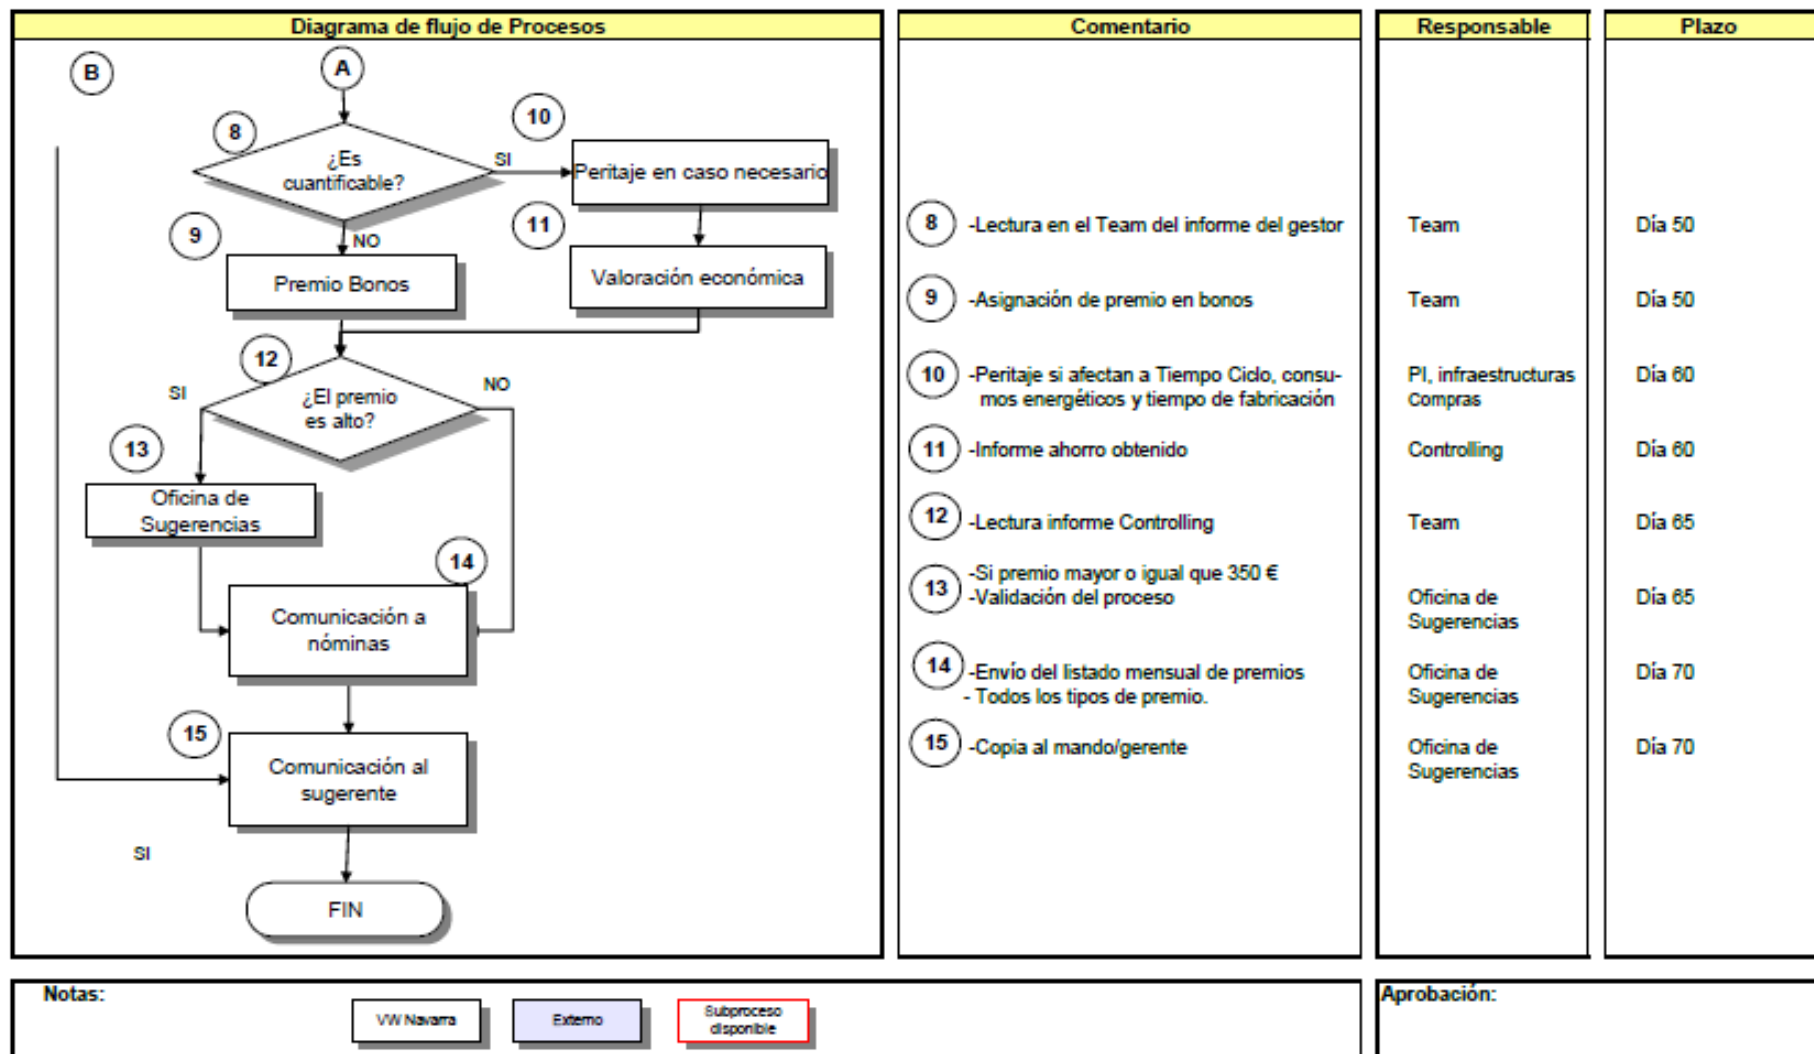 Diagrama de flujo de Procesos
Comentario
Responsable
Plazo
B
A
8
¿Es
cuantificable?
SI
10
Peritaje en caso necesario
9
NO
11
Premio Bonos
Valoración económica
12
SI
¿El premio
es alto?
NO
13
Oficina de
Sugerencias
14
Comunicación a
nóminas
15
Comunicación al
sugerente
SI
FIN
8 -Lectura en el Team del informe del gestor Team Día 50
9 -Asignación de premio en bonos Team Día 50
10 -Peritaje si afectan a Tiempo Ciclo, consu- PI, infraestructuras Día 60
mos energéticos y tiempo de fabricación Compras
11 -Informe ahorro obtenido Controlling Día 60
12 -Lectura informe Controlling Team Día 65
-Si premio mayor o igual que 350 €
13 -Validación del proceso Oficina de Día 65
Sugerencias
14 -Envío del listado mensual de premios Oficina de Día 70
- Todos los tipos de premio. Sugerencias
15 -Copia al mando/gerente Oficina de Día 70
Sugerencias
Notas:
VW Navarra
Externo
Subproceso
disponible
Aprobación: